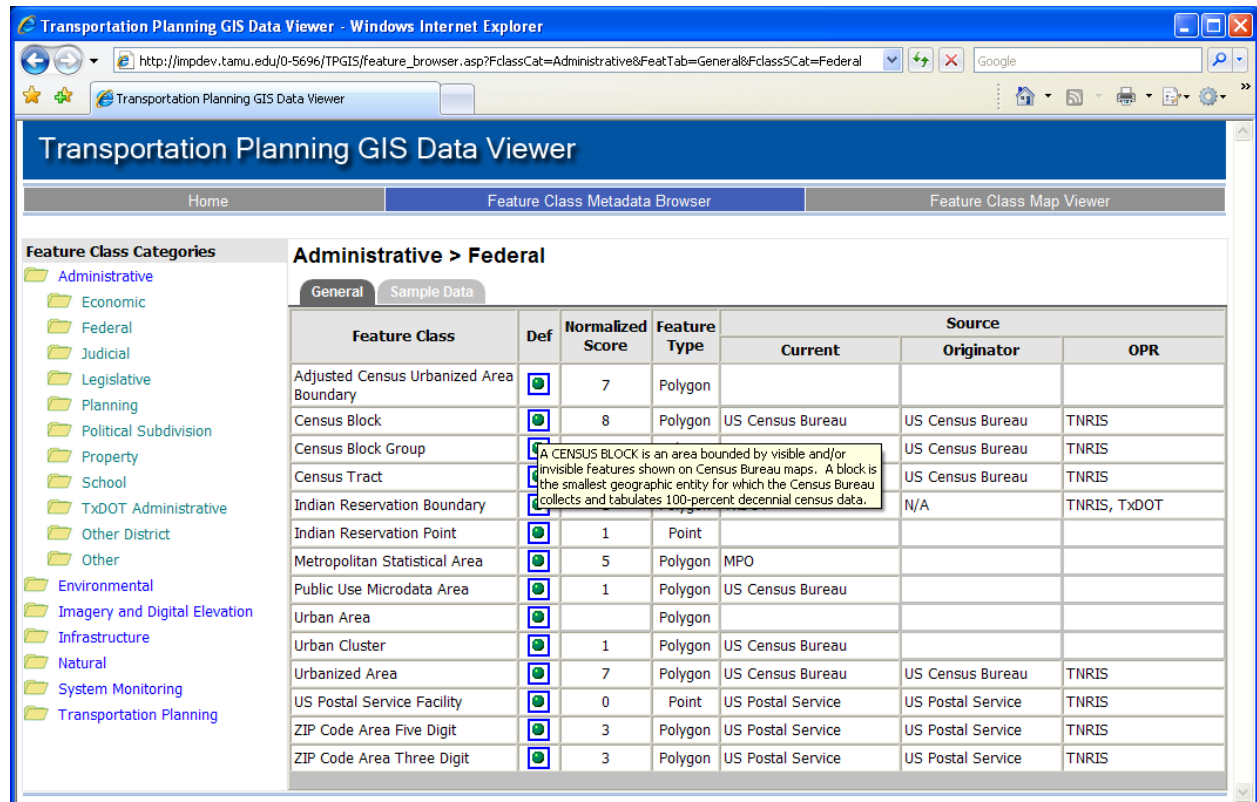 Transportation Planning GIS Data Viewer - Windows Internet Explorer
http://impdev.tamu.edu/0-5696/TPGIS/feature_browser.asp?FclassCat=Administrative&FeatTab=General&FclassSCat=Federal
Google
Transportation Planning GIS Data Viewer
Transportation Planning GIS Data Viewer
Home Feature Class Metadata Browser Feature Class Map Viewer
Feature Class Categories
Administrative
Economic
Federal
Judicial
Legislative
Planning
Political Subdivision
Property
School
TxDOT Administrative
Other District
Other
Environmental
Imagery and Digital Elevation
Infrastructure
Natural
System Monitoring
Transportation Planning
Administrative > Federal
General Sample Data
Feature Class Def Normalized Score Feature Type Source
Current Originator OPR
Adjusted Census Urbanized Area Boundary 7 Polygon
Census Block 8 Polygon US Census Bureau US Census Bureau TNRIS
Census Block Group US Census Bureau TNRIS
Census Tract US Census Bureau TNRIS
Indian Reservation Boundary N/A TNRIS, TxDOT
A CENSUS BLOCK is an area bounded by visible and/or
invisible features shown on Census Bureau maps. A block is
the smallest geographic entity for which the Census Bureau
collects and tabulates 100-percent decennial census data.
Indian Reservation Point 1 Point
Metropolitan Statistical Area 5 Polygon MPO
Public Use Microdata Area 1 Polygon US Census Bureau
Urban Area Polygon
Urban Cluster 1 Polygon US Census Bureau
Urbanized Area 7 Polygon US Census Bureau US Census Bureau TNRIS
US Postal Service Facility 0 Point US Postal Service US Postal Service TNRIS
ZIP Code Area Five Digit 3 Polygon US Postal Service US Postal Service TNRIS
ZIP Code Area Three Digit 3 Polygon US Postal Service US Postal Service TNRIS